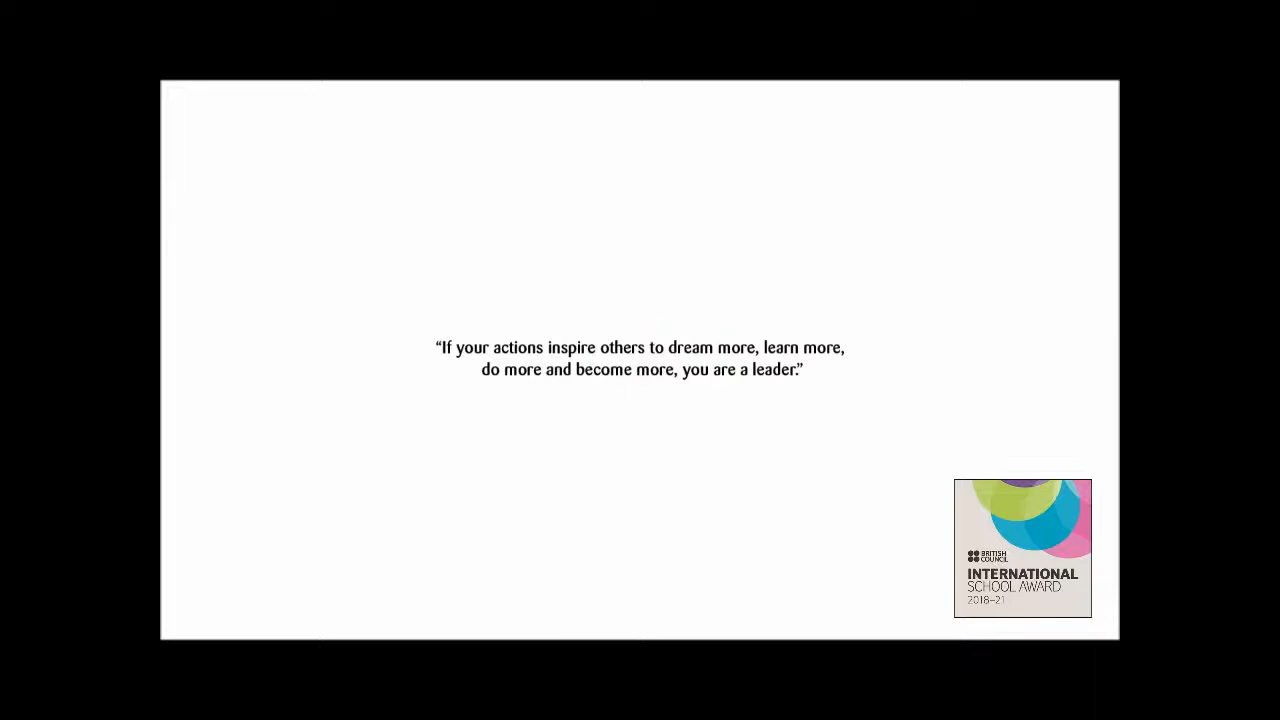 “If your actions inspire others to dream more, learn more,
do more and become more, you are a leader.”
BRITISH
COUNCIL
INTERNATIONAL
SCHOOL AWARD
2018–21